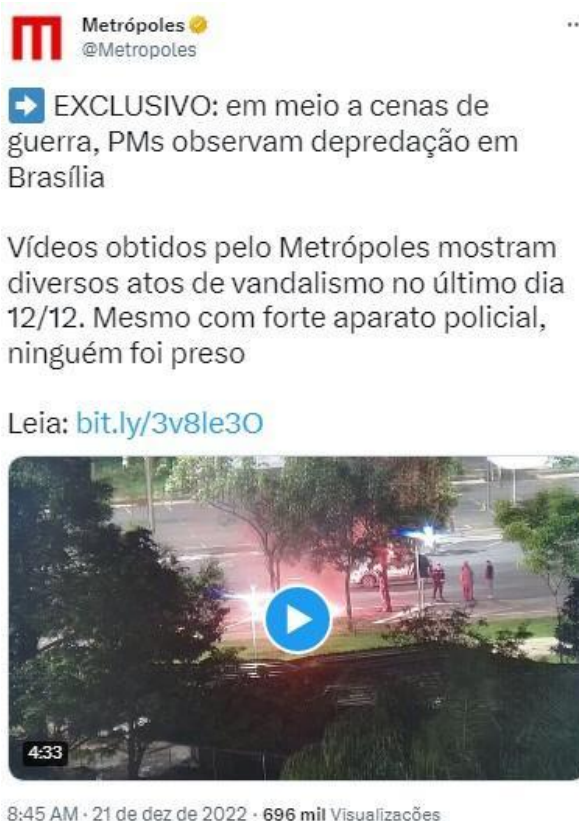 Metrópoles
@Metropoles
EXCLUSIVO: em meio a cenas de
guerra, PMs observam depredação em
Brasília
Vídeos obtidos pelo Metrópoles mostram
diversos atos de vandalismo no último dia
12/12. Mesmo com forte aparato policial,
ninguém foi preso
Leia: bit.ly/3v8le3O
4:33
8:45 AM · 21 de dez de 2022 · 696 mil Visualizações